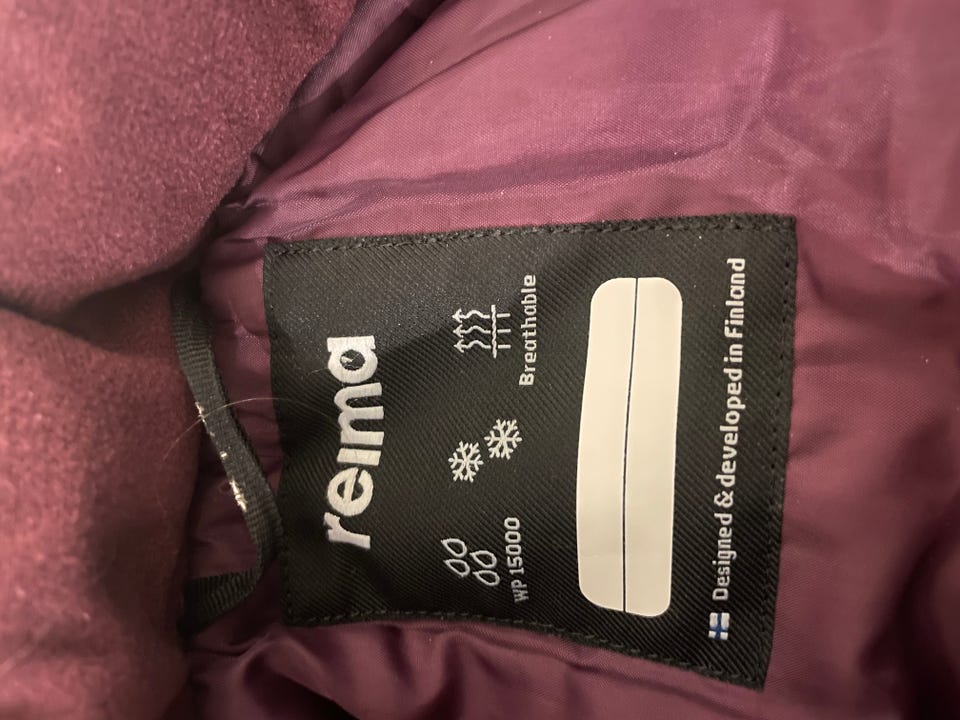 reima
WP 15000
Breathable
Designed & developed in Finland